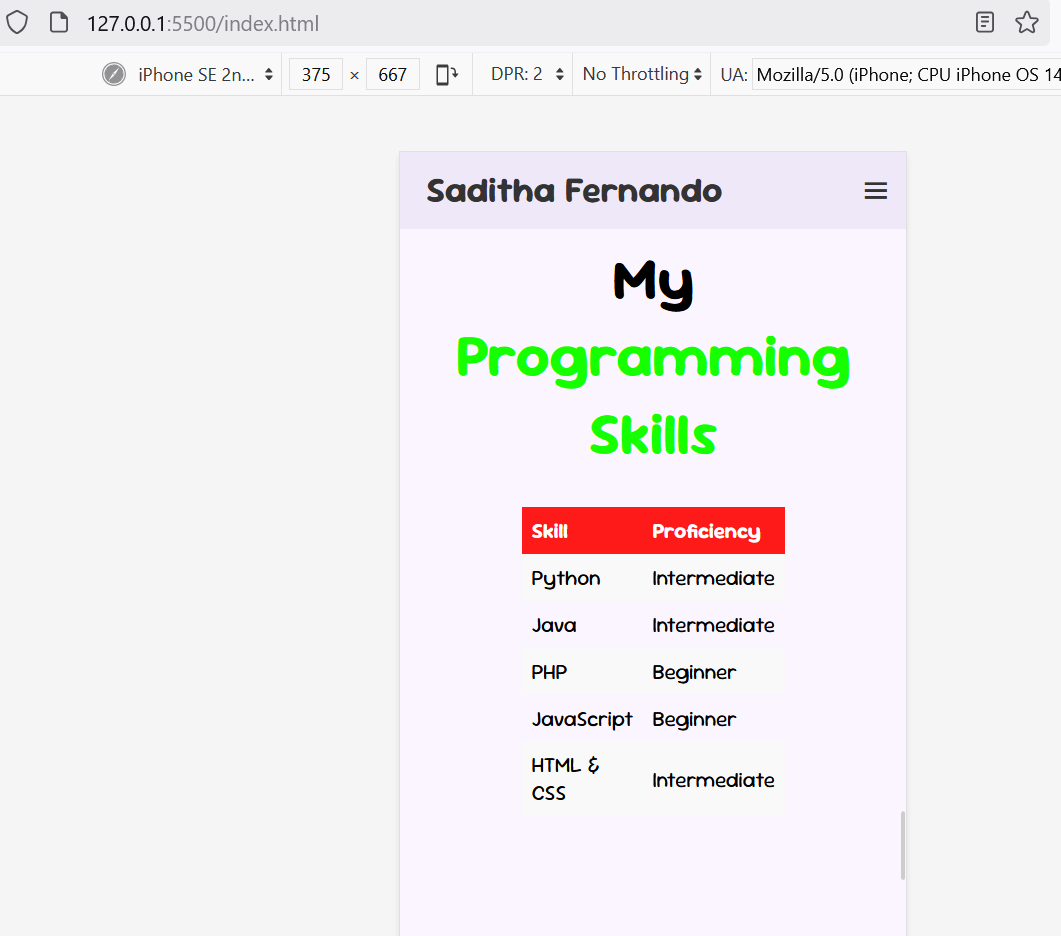 127.0.0.1:5500/index.html
iPhone SE 2n... 375 × 667 DPR: 2 No Throttling UA: Mozilla/5.0 (iPhone; CPU iPhone OS 14
Saditha Fernando
My
Programming
Skills
Skill Proficiency
Python Intermediate
Java Intermediate
PHP Beginner
JavaScript Beginner
HTML &
CSS Intermediate